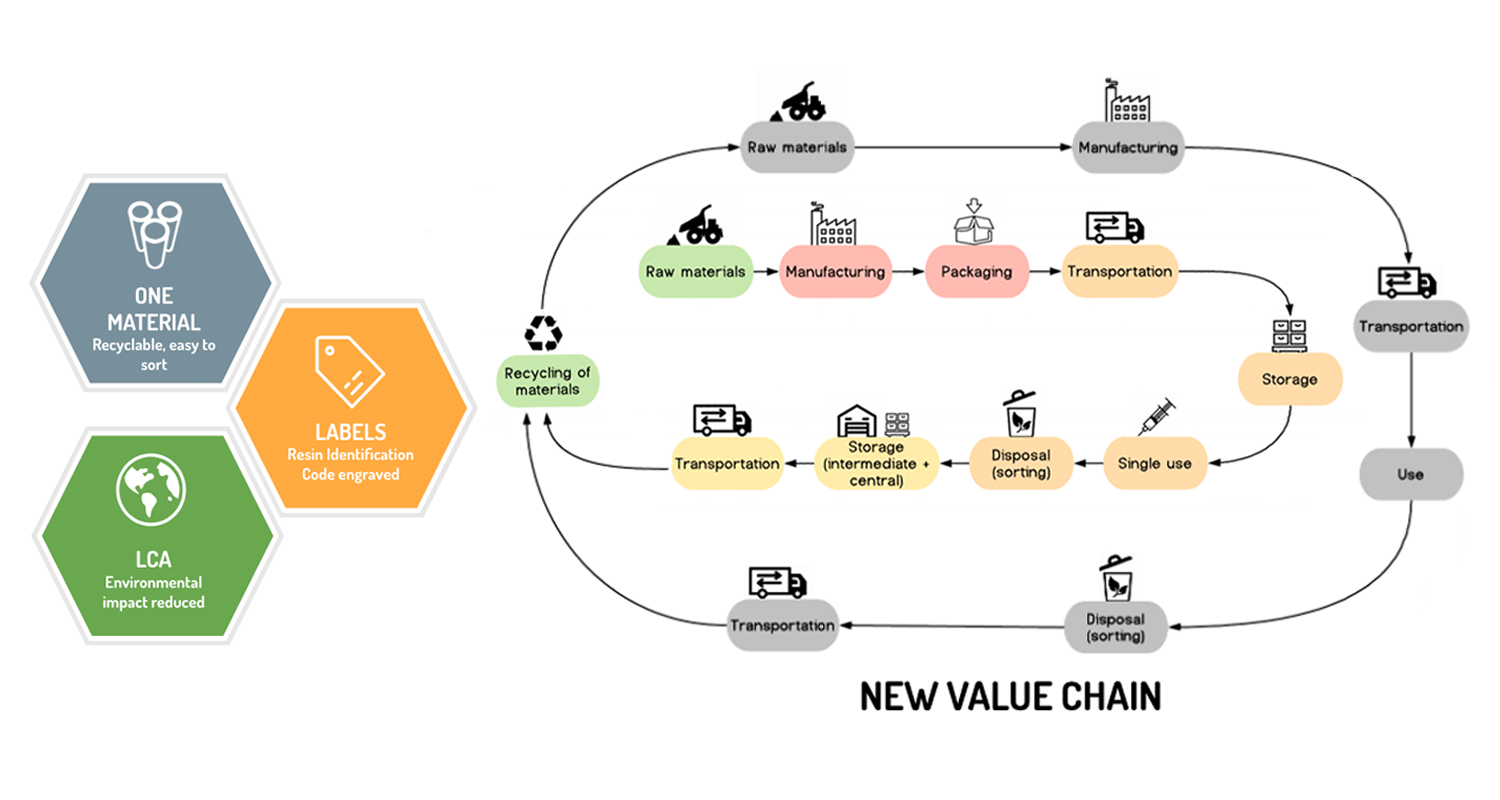 ONE
MATERIAL
Recyclable, easy to
sort
LABELS
Resin Identification
Code engraved
LCA
Environmental
impact reduced
Raw materials
Manufacturing
Transportation
Use
Disposal
(sorting)
Transportation
Recycling of
materials
Raw materials
Manufacturing
Packaging
Transportation
Storage
Single use
Disposal
(sorting)
Storage
(intermediate +
central)
Transportation
NEW VALUE CHAIN